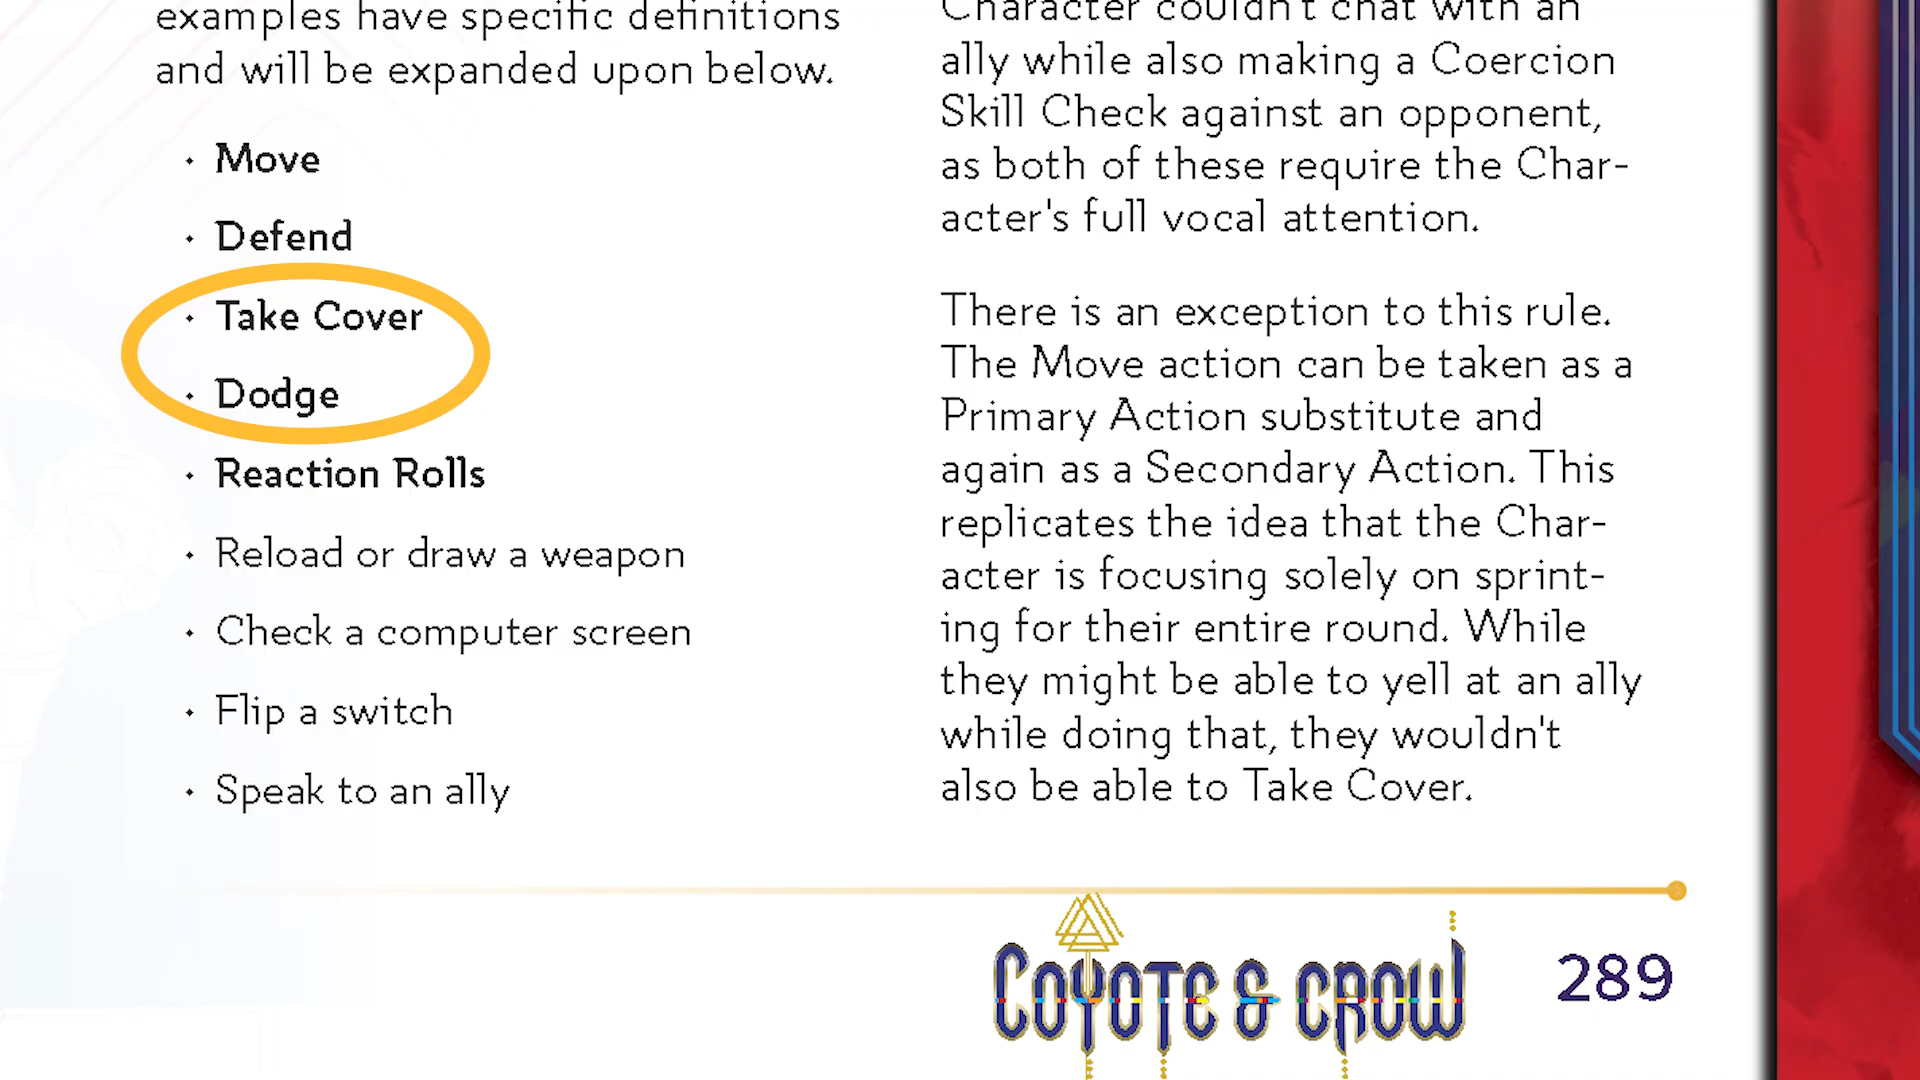 examples have specific definitions
and will be expanded upon below.
· Move
· Defend
· Take Cover
· Dodge
· Reaction Rolls
· Reload or draw a weapon
· Check a computer screen
· Flip a switch
· Speak to an ally
Character couldn't chat with an
ally while also making a Coercion
Skill Check against an opponent,
as both of these require the Char-
acter's full vocal attention.
There is an exception to this rule.
The Move action can be taken as a
Primary Action substitute and
again as a Secondary Action. This
replicates the idea that the Char-
acter is focusing solely on sprint-
ing for their entire round. While
they might be able to yell at an ally
while doing that, they wouldn't
also be able to Take Cover.
COYOTE & CROW
289